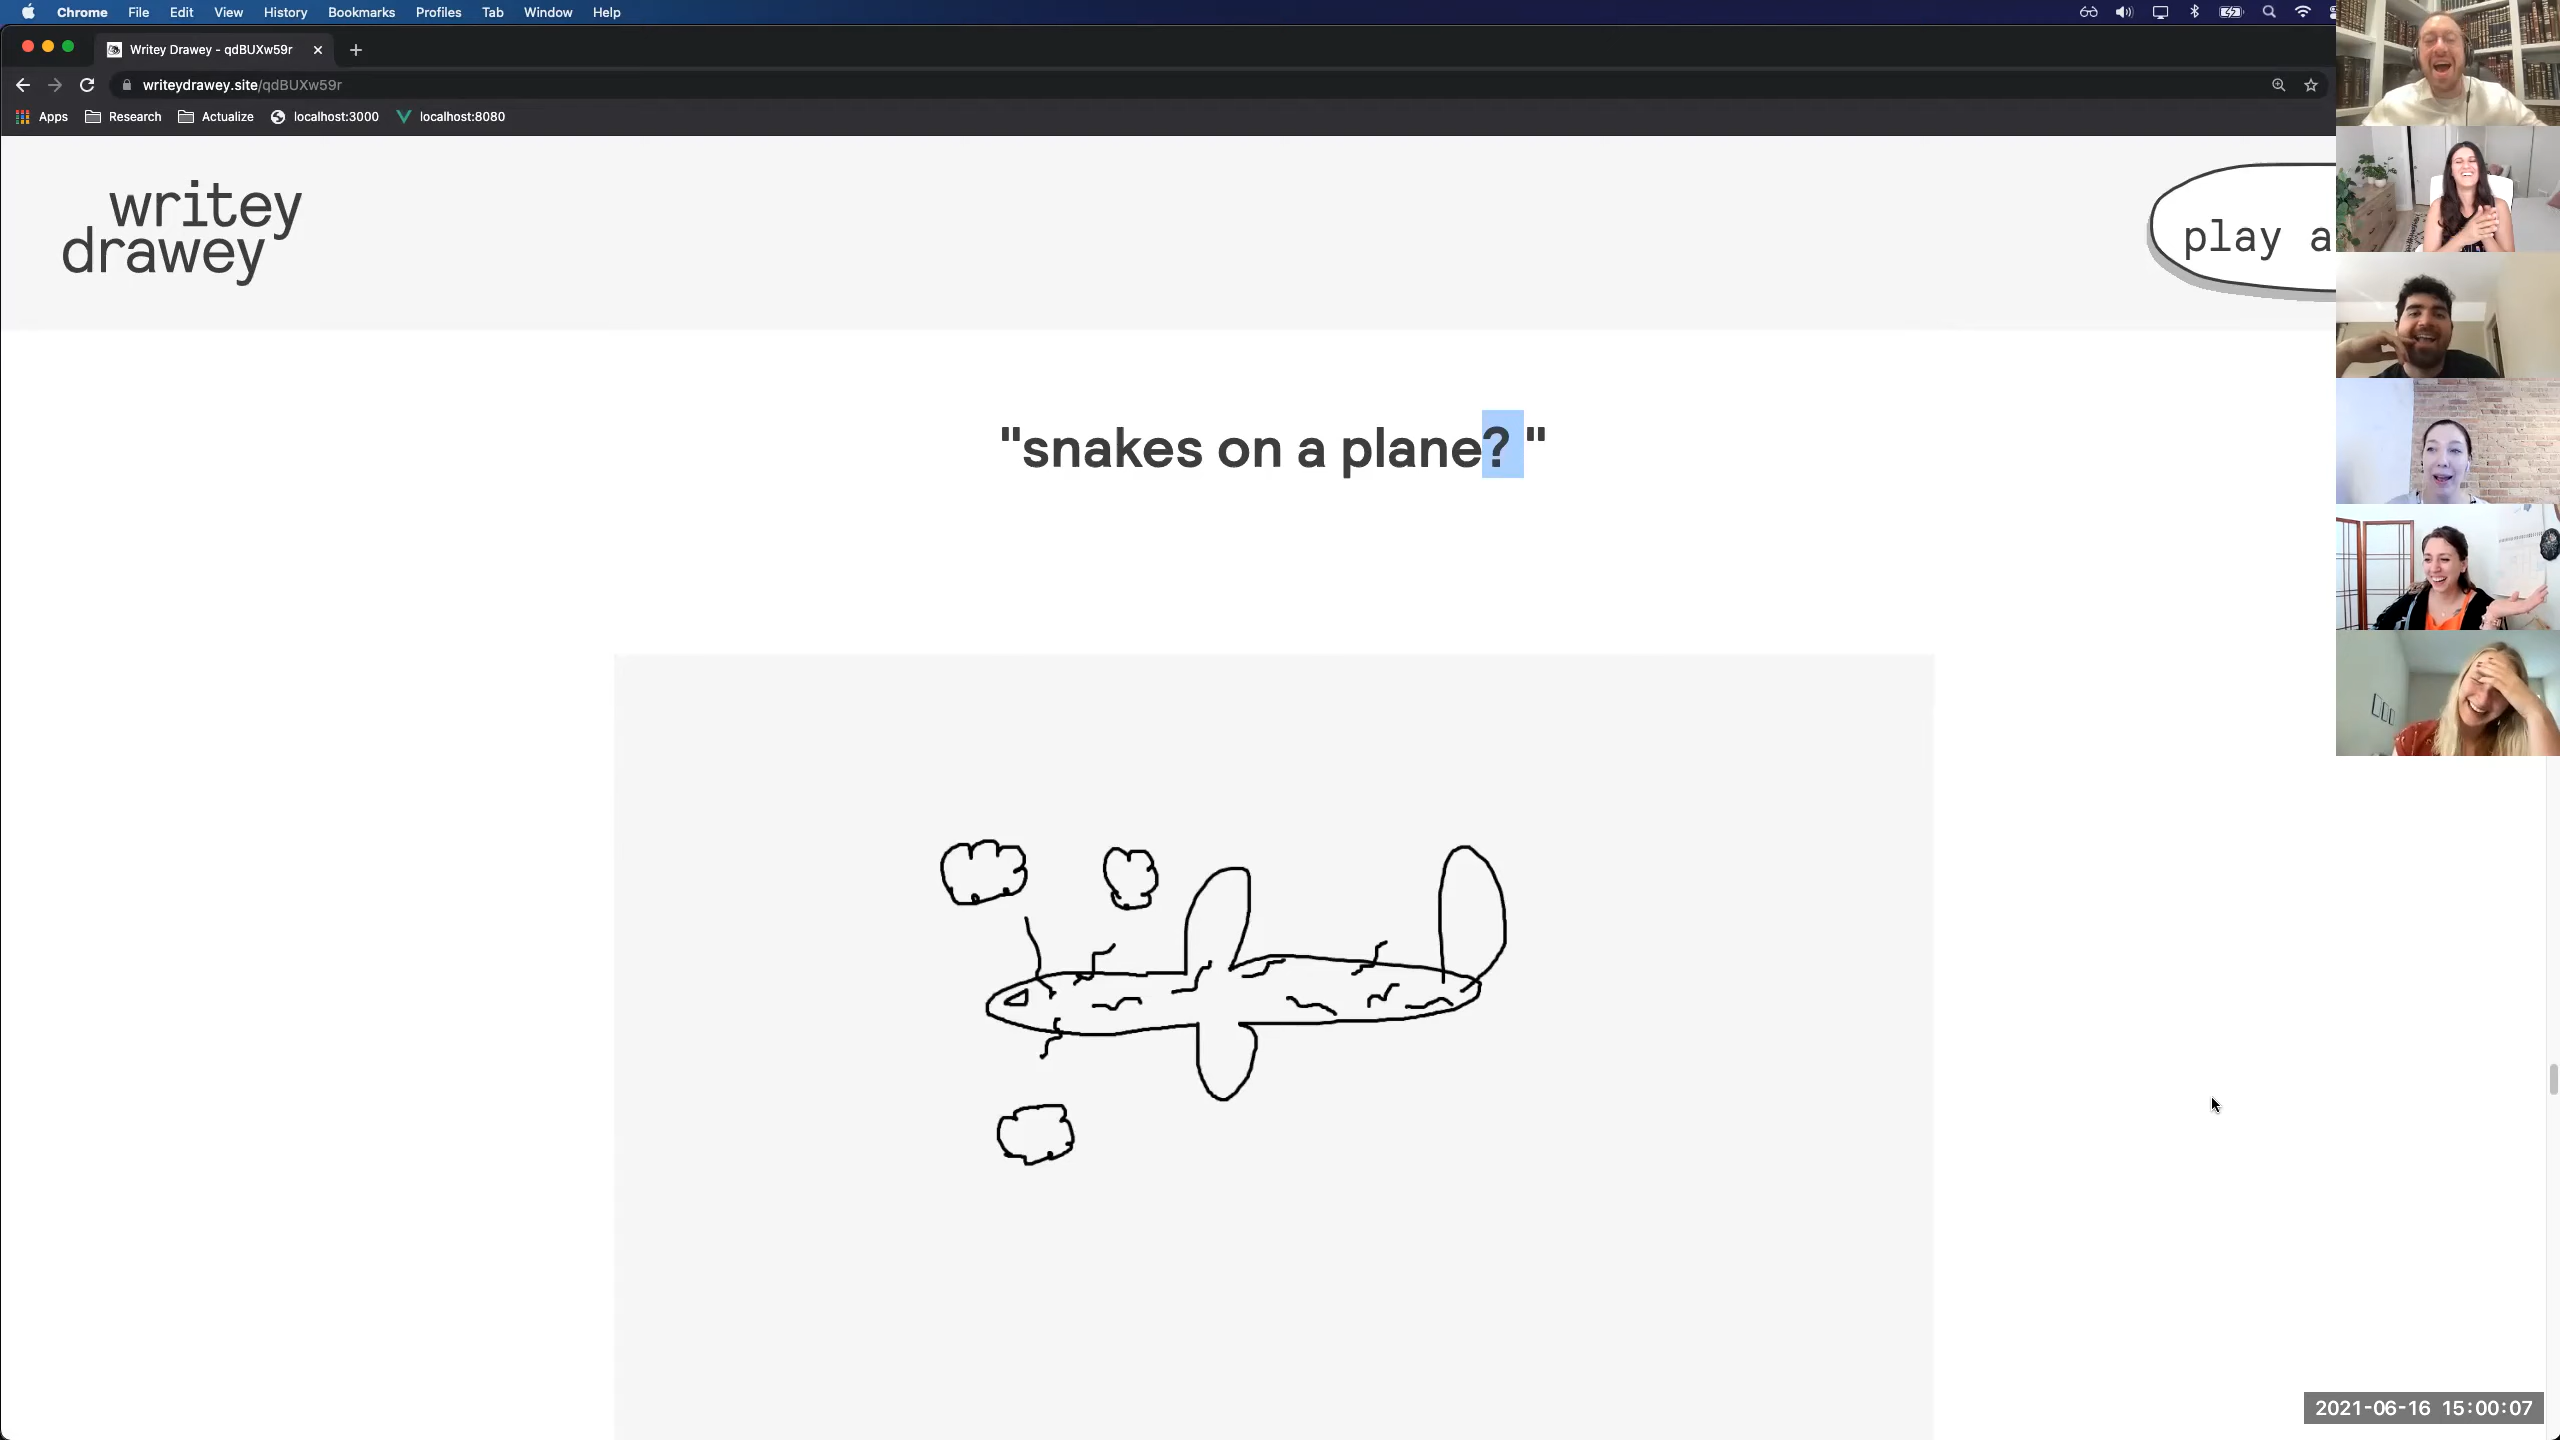 Chrome File Edit View History Bookmarks Profiles Tab Window Help
Writey Drawey - qdBUXw59r
writeydrawey.site/qdBUXw59r
Apps Research Actualize localhost:3000 localhost:8080
writey
drawey
play a
"snakes on a plane? "
2021-06-16 15:00:07